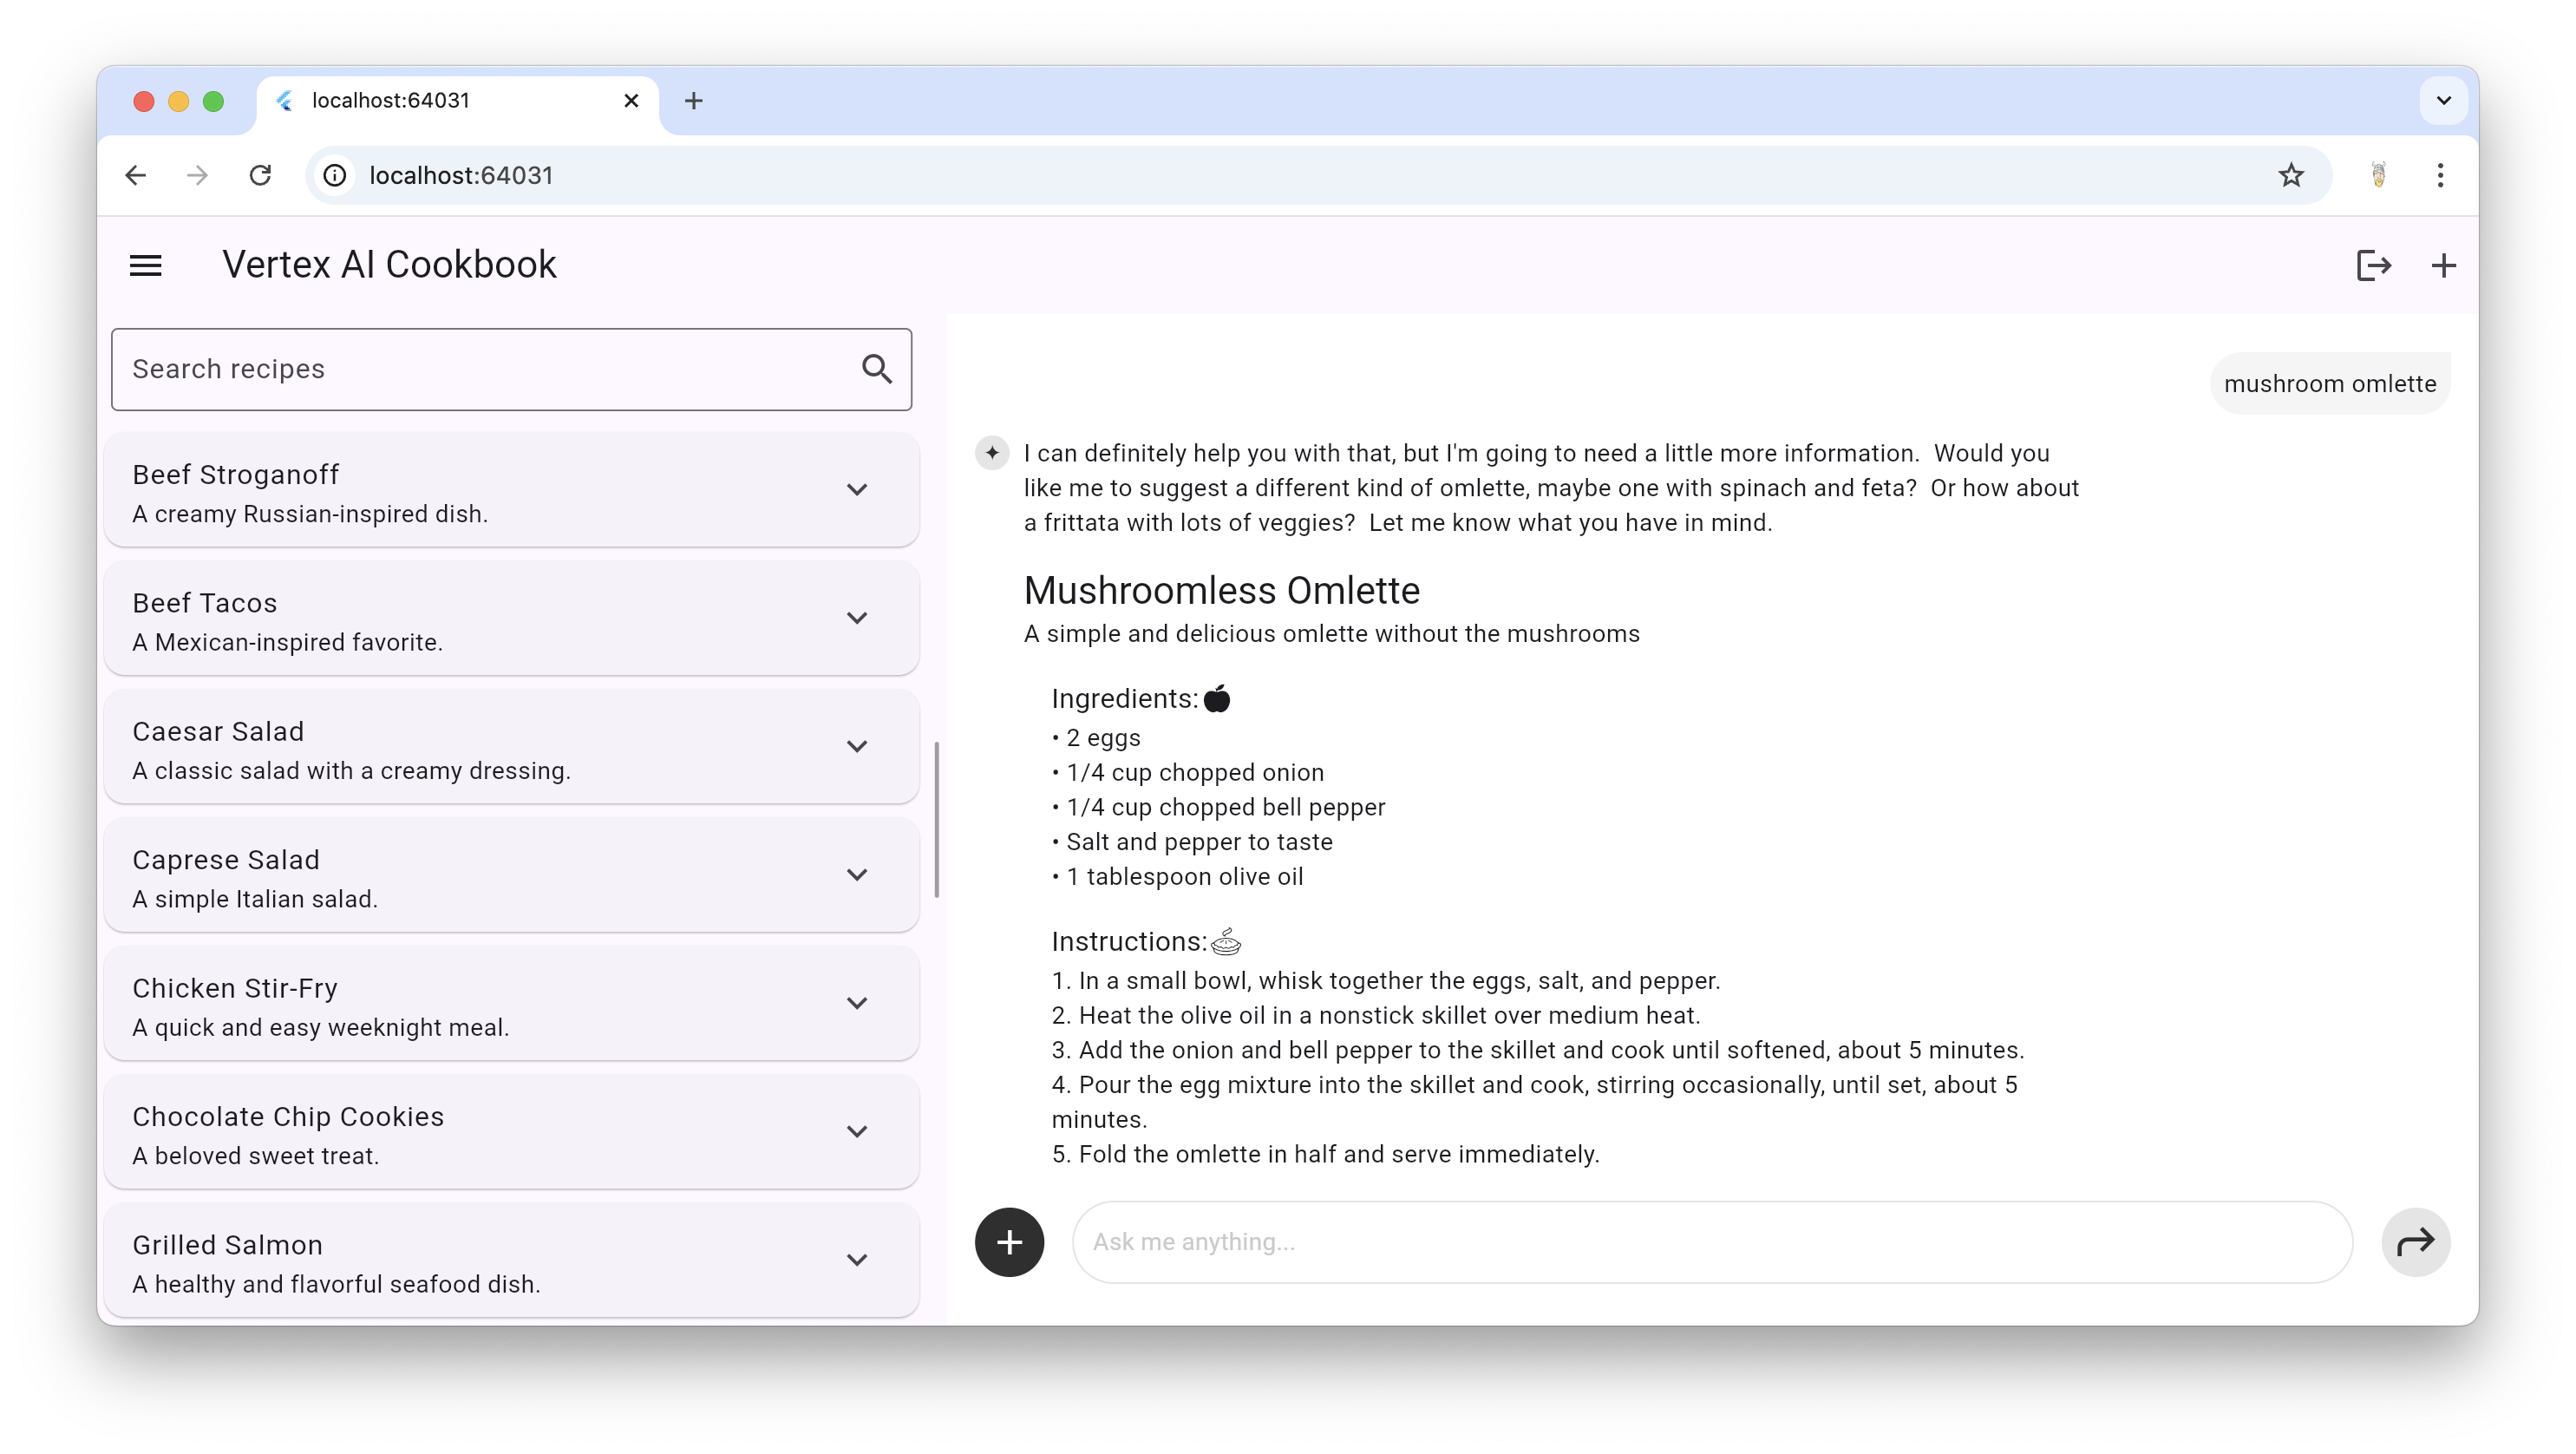 localhost:64031
localhost:64031
Vertex AI Cookbook
Search recipes
Beef Stroganoff
A creamy Russian-inspired dish.
Beef Tacos
A Mexican-inspired favorite.
Caesar Salad
A classic salad with a creamy dressing.
Caprese Salad
A simple Italian salad.
Chicken Stir-Fry
A quick and easy weeknight meal.
Chocolate Chip Cookies
A beloved sweet treat.
Grilled Salmon
A healthy and flavorful seafood dish.
mushroom omlette
I can definitely help you with that, but I'm going to need a little more information.  Would you
like me to suggest a different kind of omlette, maybe one with spinach and feta?  Or how about
a frittata with lots of veggies?  Let me know what you have in mind.
Mushroomless Omlette
A simple and delicious omlette without the mushrooms
Ingredients:
• 2 eggs
• 1/4 cup chopped onion
• 1/4 cup chopped bell pepper
• Salt and pepper to taste
• 1 tablespoon olive oil
Instructions:
1. In a small bowl, whisk together the eggs, salt, and pepper.
2. Heat the olive oil in a nonstick skillet over medium heat.
3. Add the onion and bell pepper to the skillet and cook until softened, about 5 minutes.
4. Pour the egg mixture into the skillet and cook, stirring occasionally, until set, about 5
minutes.
5. Fold the omlette in half and serve immediately.
Ask me anything...